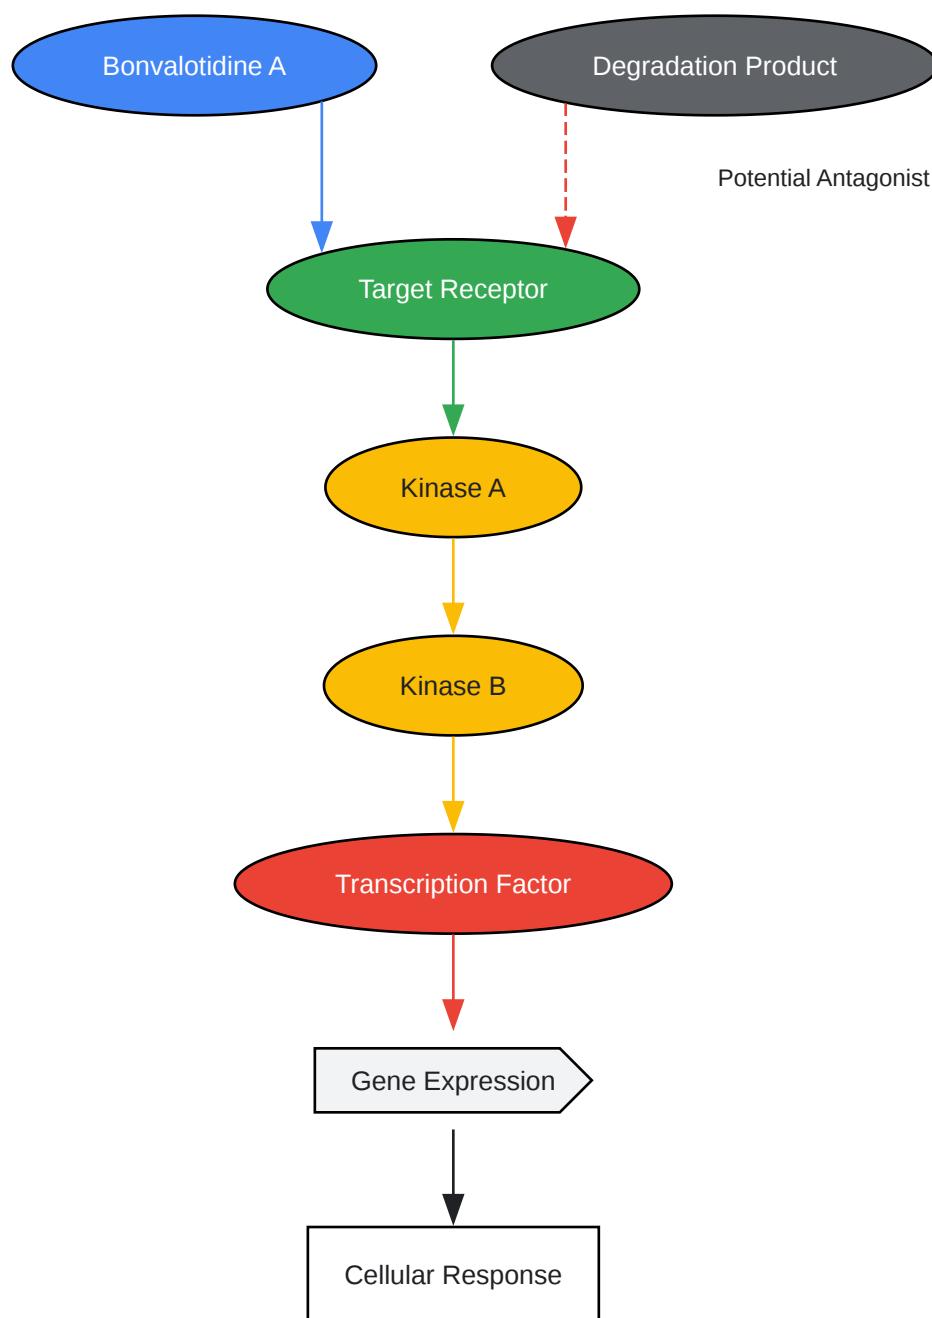 Bonvalotidine A
Degradation Product
Potential Antagonist
Target Receptor
Kinase A
Kinase B
Transcription Factor
Gene Expression
Cellular Response